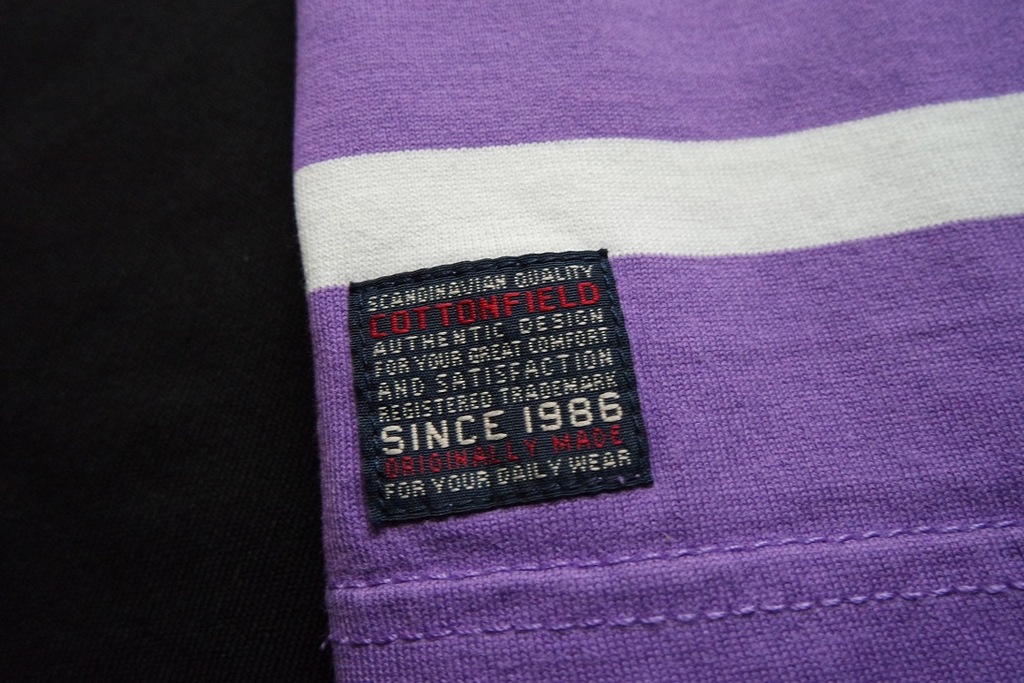 SCANDINAVIAN QUALITY
COTTONFIELD
AUTHENTIC DESIGN
FOR YOUR GREAT COMFORT
AND SATISFACTION
REGISTERED TRADEMARK
SINCE 1986
ORIGINALLY MADE
FOR YOUR DAILY WEAR